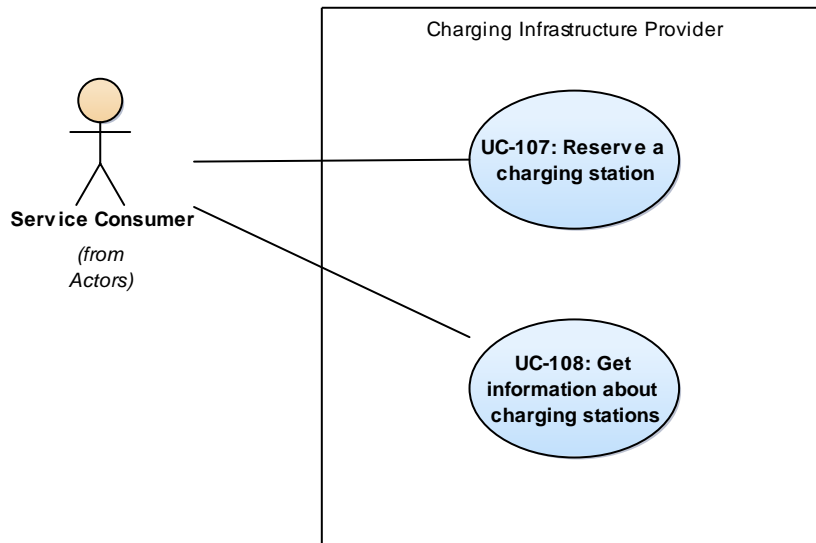 Charging Infrastructure Provider
UC-107: Reserve a
charging station
Service Consumer
(from
Actors)
UC-108: Get
information about
charging stations